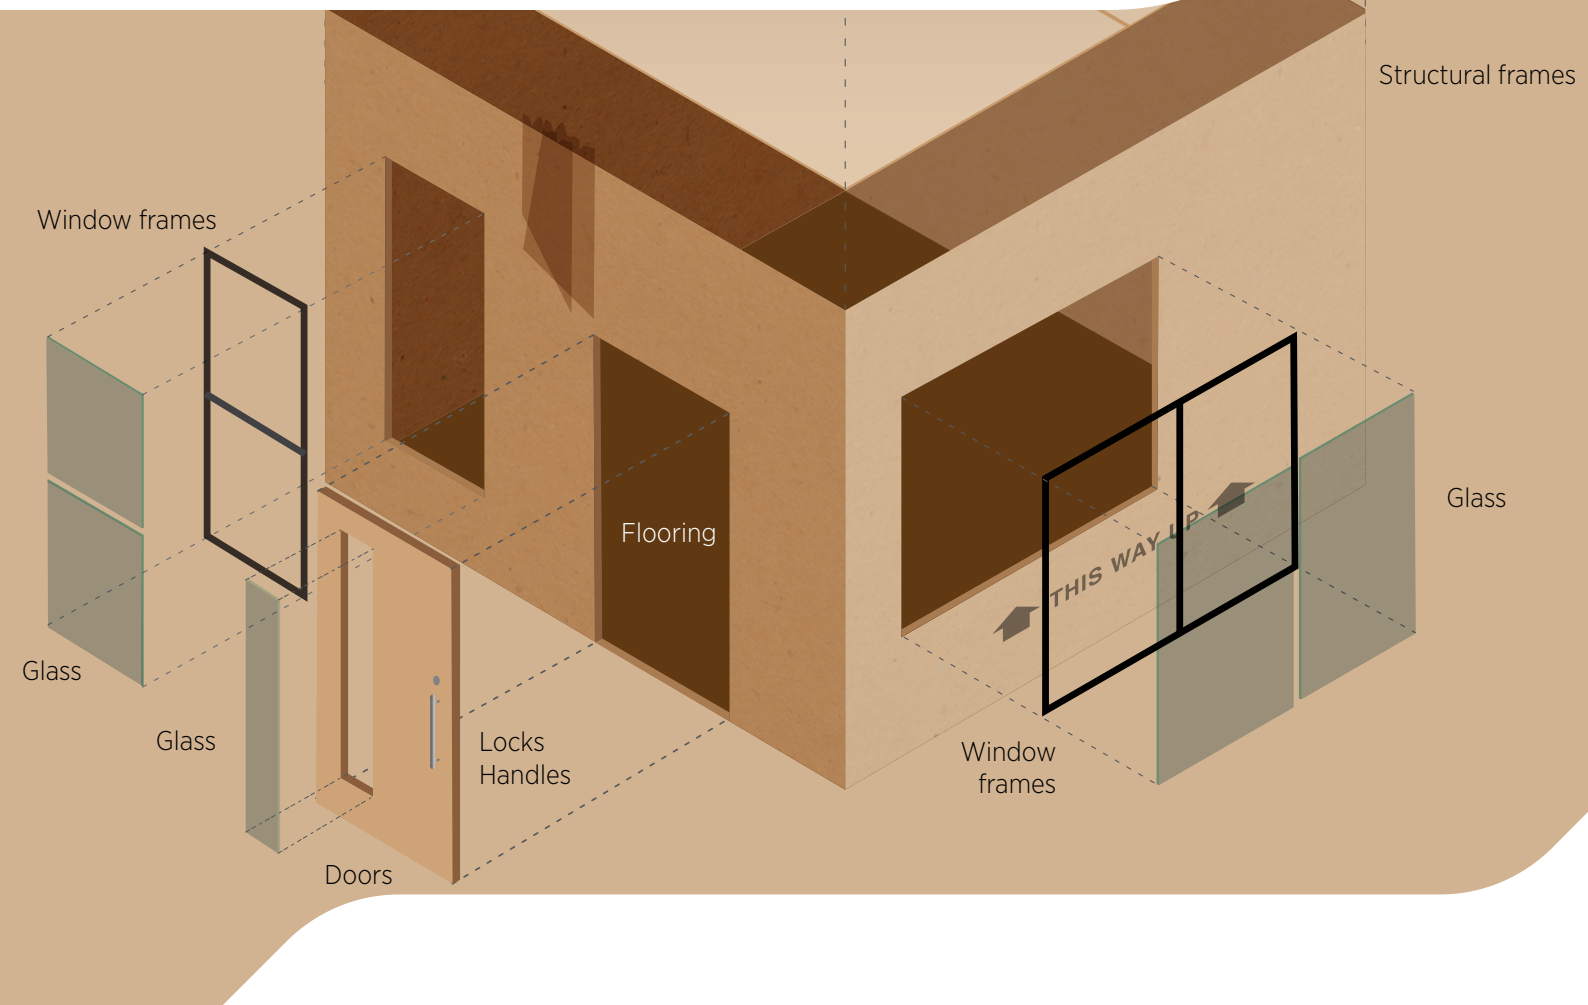 Structural frames
Window frames
Glass
Flooring
THIS WAY UP
Glass
Glass
Locks
Handles
Window
frames
Doors